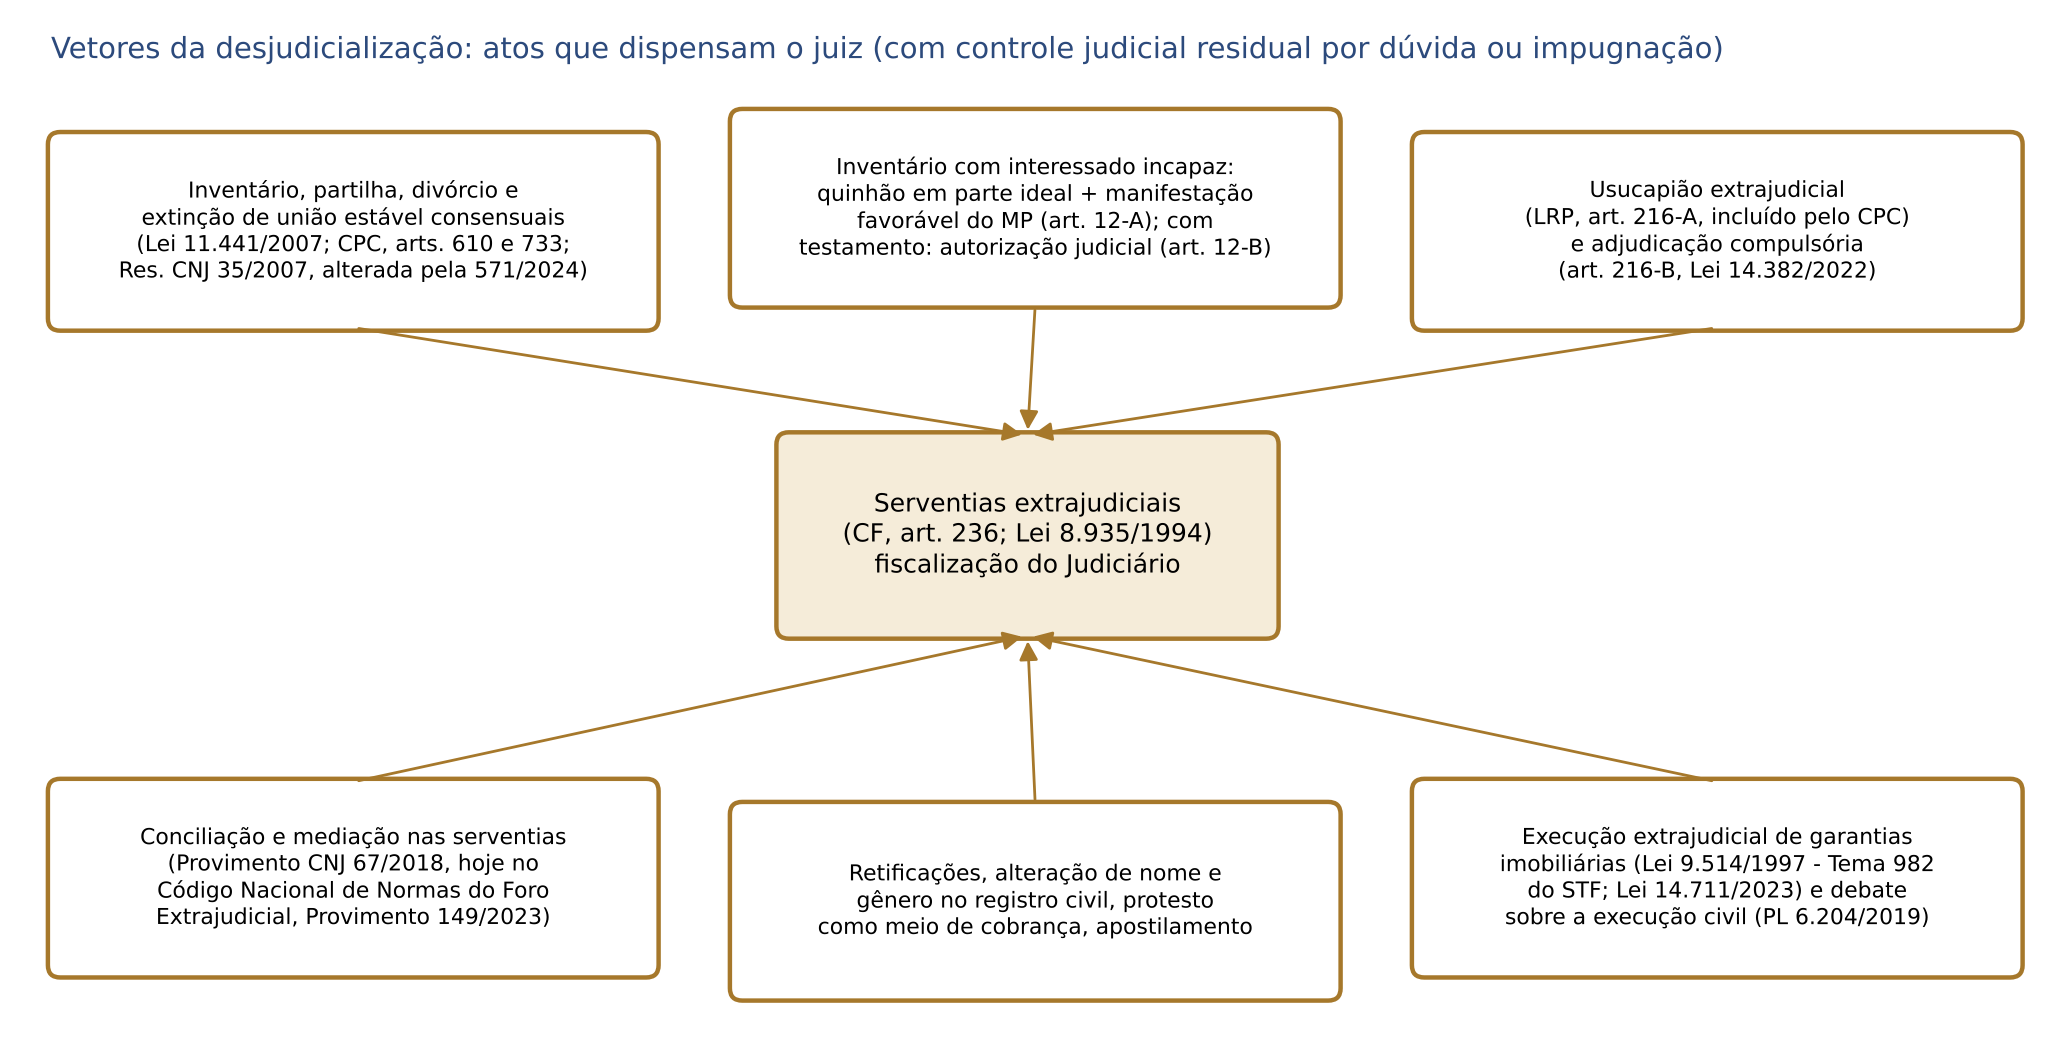 Vetores da desjudicialização: atos que dispensam o juiz (com controle judicial residual por dúvida ou impugnação)
Inventário, partilha, divórcio e
extinção de união estável consensuais
(Lei 11.441/2007; CPC, arts. 610 e 733;
Res. CNJ 35/2007, alterada pela 571/2024)
Inventário com interessado incapaz:
quinhão em parte ideal + manifestação
favorável do MP (art. 12-A); com
testamento: autorização judicial (art. 12-B)
Usucapião extrajudicial
(LRP, art. 216-A, incluído pelo CPC)
e adjudicação compulsória
(art. 216-B, Lei 14.382/2022)
Serventias extrajudiciais
(CF, art. 236; Lei 8.935/1994)
fiscalização do Judiciário
Conciliação e mediação nas serventias
(Provimento CNJ 67/2018, hoje no
Código Nacional de Normas do Foro
Extrajudicial, Provimento 149/2023)
Retificações, alteração de nome e
gênero no registro civil, protesto
como meio de cobrança, apostilamento
Execução extrajudicial de garantias
imobiliárias (Lei 9.514/1997 - Tema 982
do STF; Lei 14.711/2023) e debate
sobre a execução civil (PL 6.204/2019)